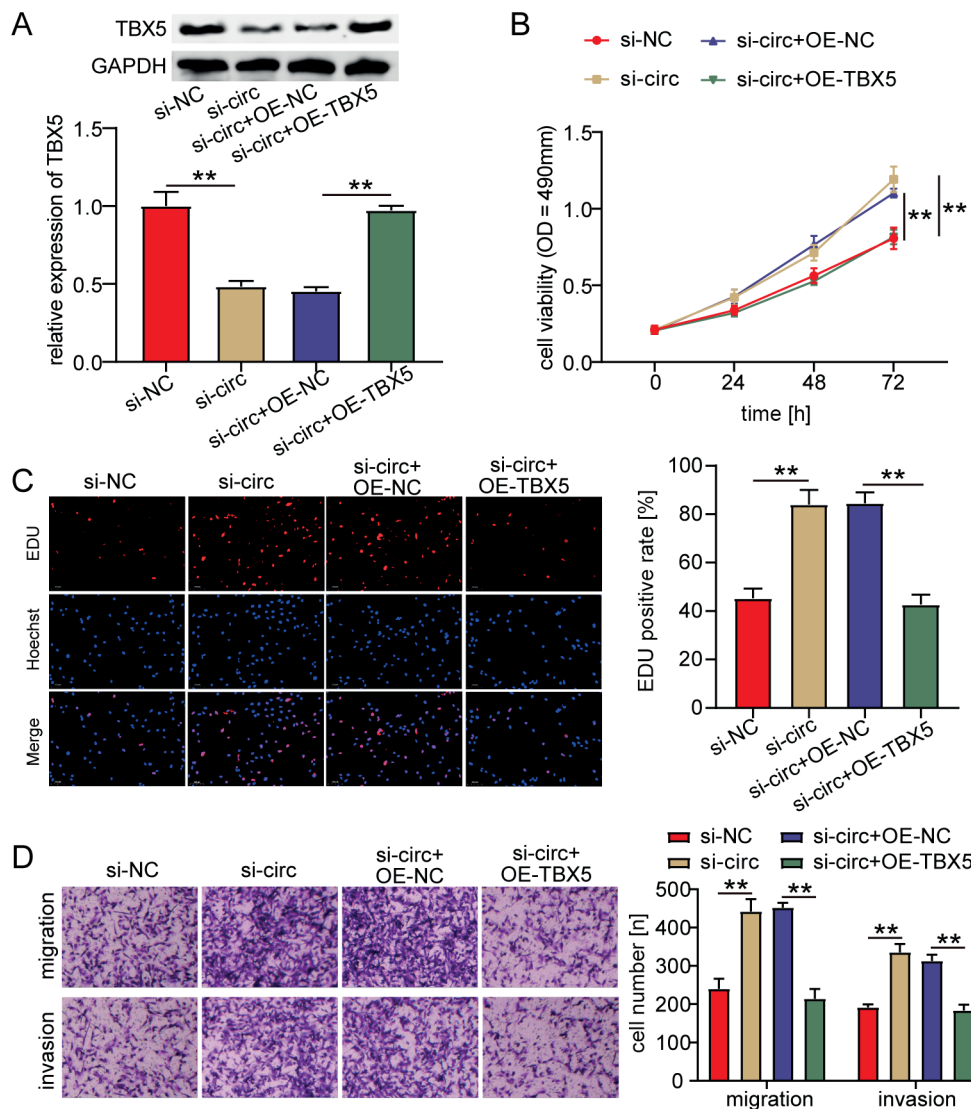 A
TBX5
GAPDH
si-NC
si-circ
si-circ+OE-NC
si-circ+OE-TBX5
relative expression of TBX5
1.5
1.0
0.5
0.0
**
**
si-NC
si-circ
si-circ+OE-NC
si-circ+OE-TBX5
B
si-NC
si-circ+OE-NC
si-circ
si-circ+OE-TBX5
cell viability (OD = 490mm)
1.5
1.0
0.5
0.0
**
**
0 24 48 72
time [h]
C
si-NC
si-circ
si-circ+
OE-NC
si-circ+
OE-TBX5
EDU
Hoechst
Merge
EDU positive rate [%]
100
80
60
40
20
0
**
**
si-NC
si-circ
si-circ+OE-NC
si-circ+OE-TBX5
D
si-NC
si-circ
si-circ+
OE-NC
si-circ+
OE-TBX5
migration
invasion
si-NC
si-circ+OE-NC
si-circ
si-circ+OE-TBX5
cell number [n]
500
400
300
200
100
0
**
**
**
**
migration
invasion